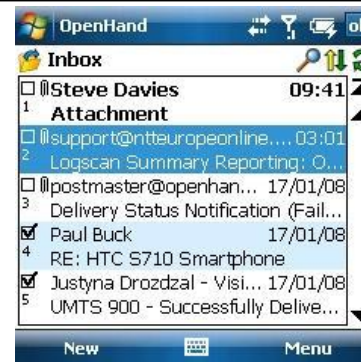 OpenHand ok
Inbox
Steve Davies 09:41
1
Attachment
support@ntteuropeonline.... 03:01
2
Logscan Summary Reporting: O...
postmaster@openhan... 17/01/08
3
Delivery Status Notification (Fail...
Paul Buck 17/01/08
4
RE: HTC S710 Smartphone
Justyna Drozdzal - Visi... 17/01/08
5
UMTS 900 - Successfully Delive...
New Menu